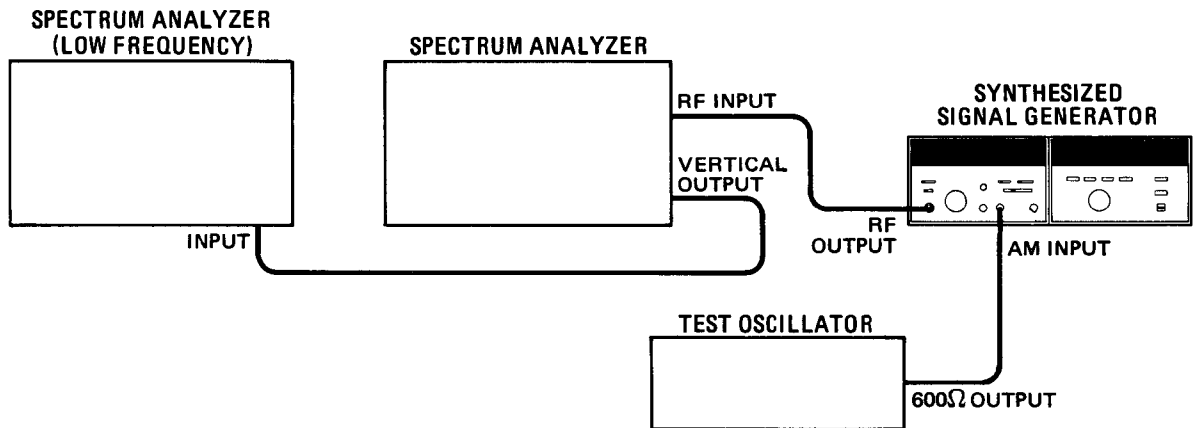 SPECTRUM ANALYZER
(LOW FREQUENCY)
SPECTRUM ANALYZER
SYNTHESIZED
SIGNAL GENERATOR
RF INPUT
VERTICAL
OUTPUT
INPUT
RF
OUTPUT
AM INPUT
TEST OSCILLATOR
600Ω OUTPUT